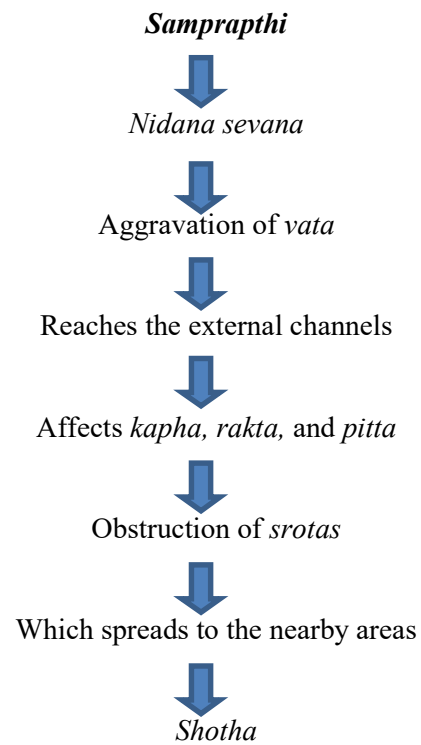 Samprapthi
Nidana sevana
Aggravation of vata
Reaches the external channels
Affects kapha, rakta, and pitta
Obstruction of srotas
Which spreads to the nearby areas
Shotha